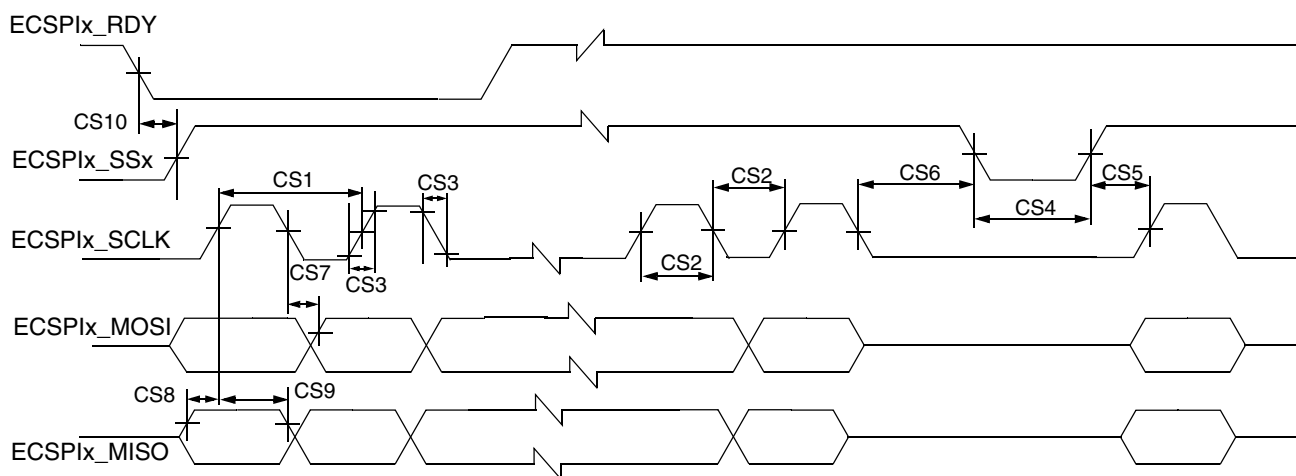 ECSPIx_RDY
CS10
ECSPIx_SSx
CS1
CS3
CS2
CS6
CS5
CS4
ECSPIx_SCLK
CS7
CS3
CS2
ECSPIx_MOSI
CS8
CS9
ECSPIx_MISO